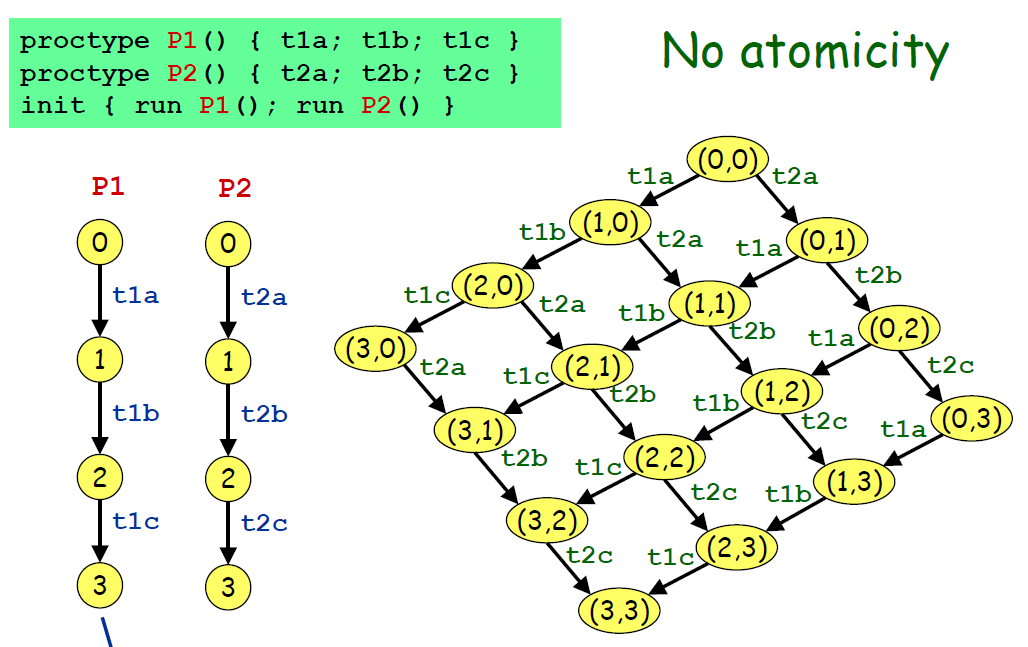 proctype P1() { t1a; t1b; t1c }
proctype P2() { t2a; t2b; t2c }
init { run P1(); run P2() }
No atomicity
P1 P2
0 0
t1a t2a
1 1
t1b t2b
2 2
t1c t2c
3 3
(0,0)
t1a t2a
(1,0)
t1b t2a t1a (0,1)
(2,0)
t1c t2a t1b (1,1) t2b
(3,0)
t2a t1c (2,1) t2b t1a (0,2)
t2b t1b (1,2) t2c
(3,1)
t2b t1c (2,2) t2c t1a (0,3)
(3,2)
t2c t1b (1,3)
t2c t1c (2,3)
(3,3)